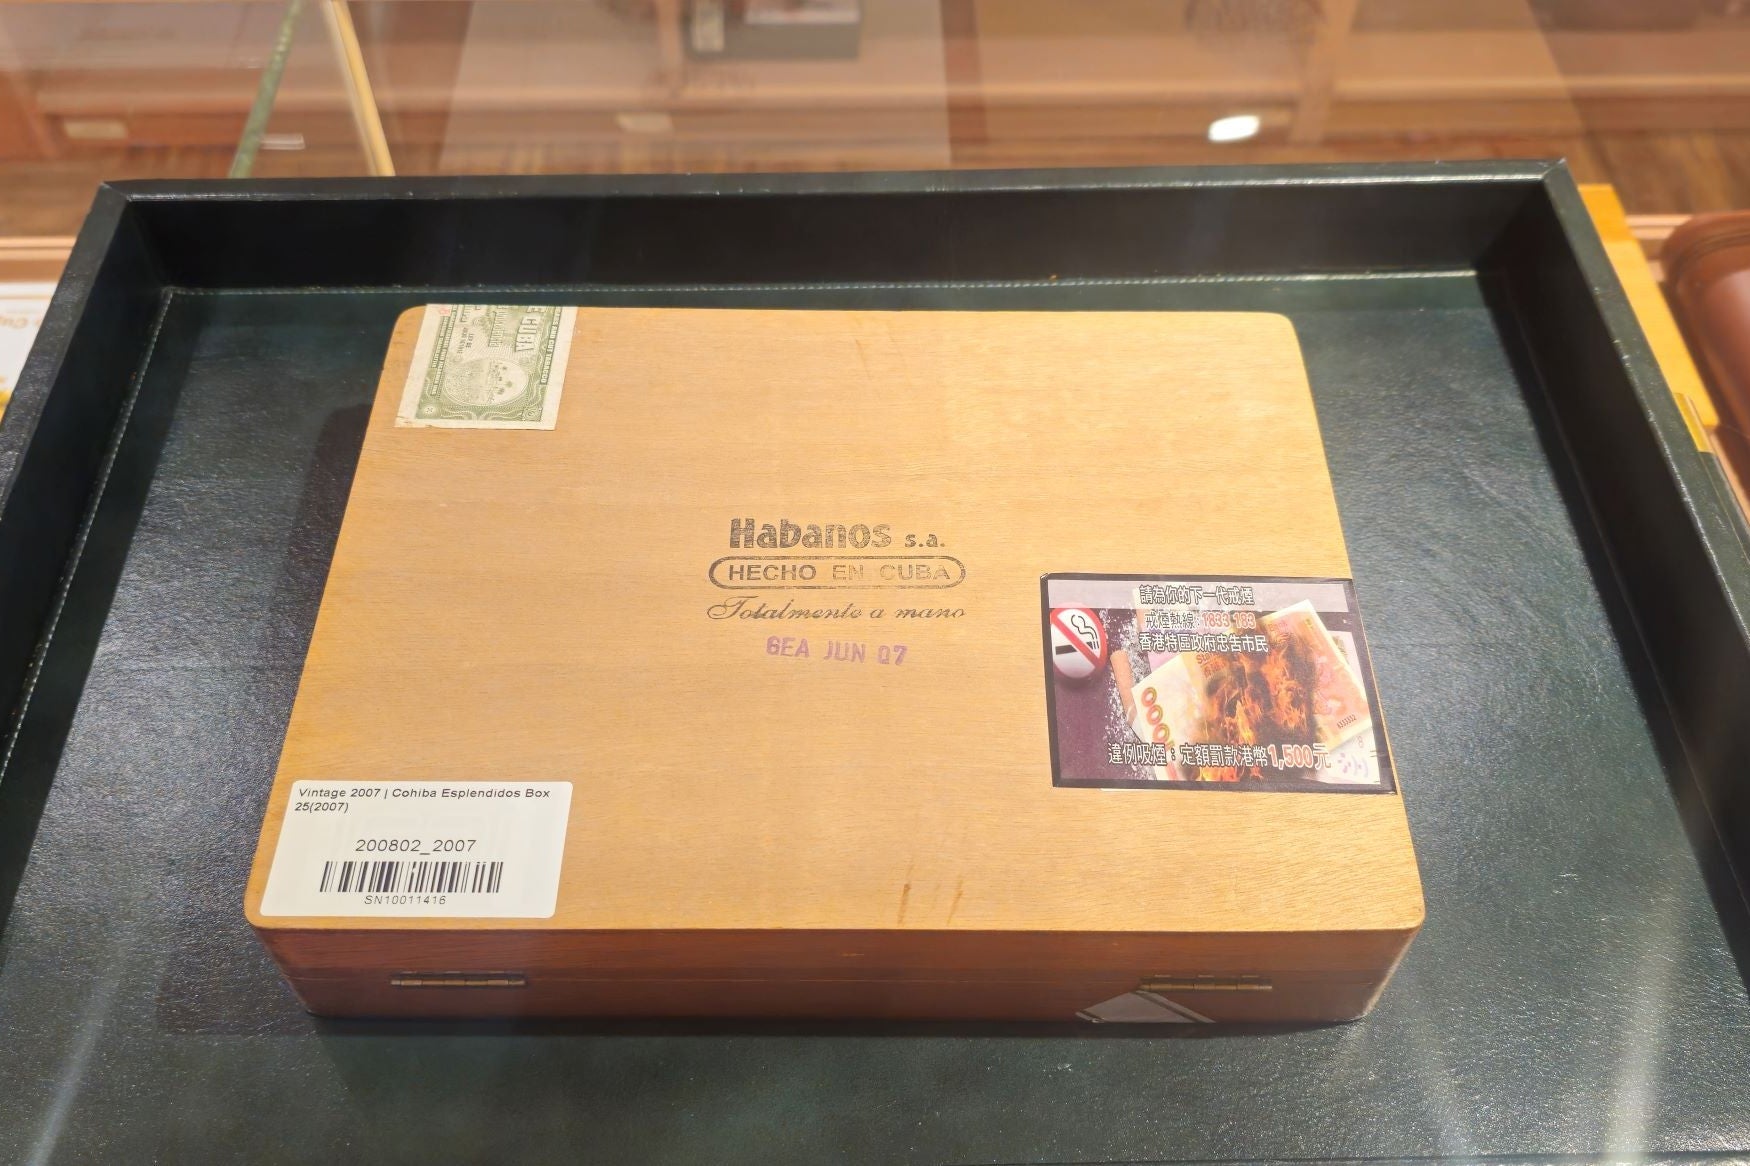 E CUBA
Habanos s.a.
HECHO EN CUBA
Totalmente a mano
GEA JUN 07
請為你的下一代戒煙
戒煙熱線:1833 183
香港特區政府忠告市民
違例吸煙:定額罰款港幣1,500元
Vintage 2007 | Cohiba Esplendidos Box
25(2007)
200802_2007
SN10011416